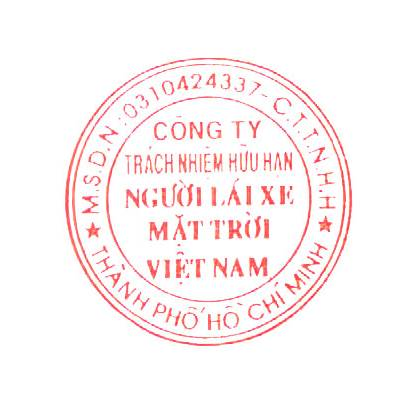 M.S.D.N:0310424337-C.T.T.N.H.H
CÔNG TY
TRÁCH NHIỆM HỮU HẠN
NGƯỜI LÁI XE
MẶT TRỜI
VIỆT NAM
★ THÀNH PHỐ HỒ CHÍ MINH ★